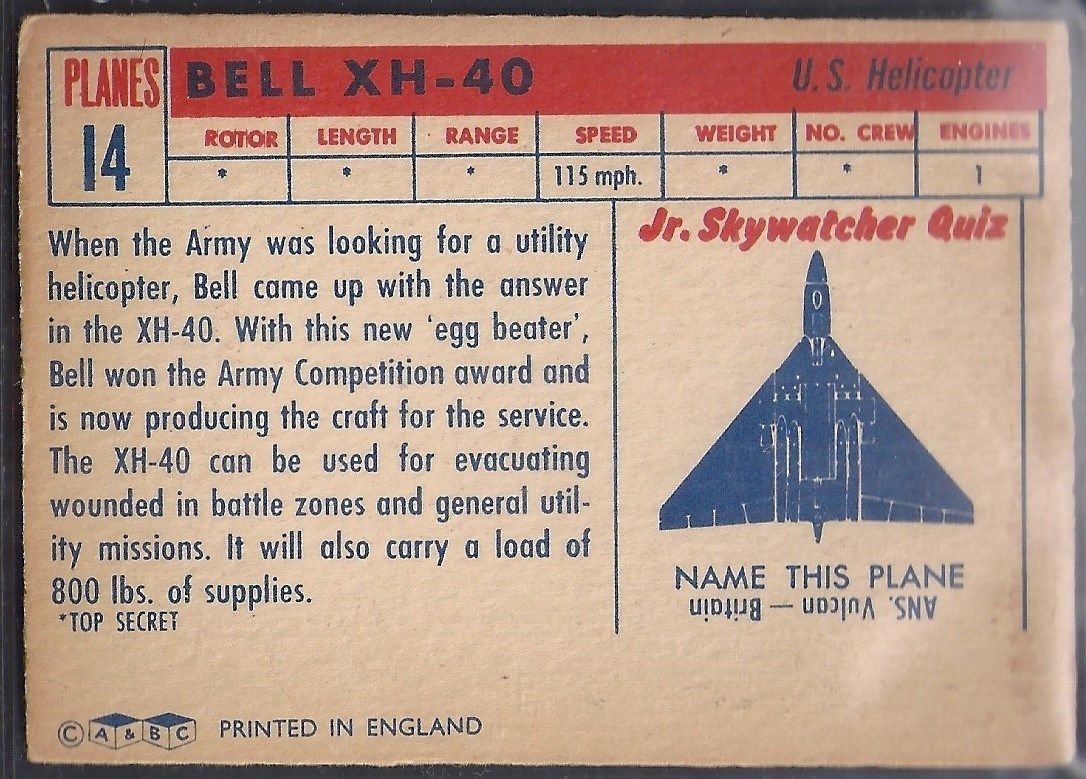 PLANES
14
BELL XH-40 U.S. Helicopter
ROTOR LENGTH RANGE SPEED WEIGHT NO. CREW ENGINES
* * * 115 mph. * * 1
When the Army was looking for a utility
helicopter, Bell came up with the answer
in the XH-40. With this new ‘egg beater’,
Bell won the Army Competition award and
is now producing the craft for the service.
The XH-40 can be used for evacuating
wounded in battle zones and general util-
ity missions. It will also carry a load of
800 lbs. of supplies.
*TOP SECRET
Jr. Skywatcher Quiz
NAME THIS PLANE
ANS. Vulcan — Britain
© A & B C PRINTED IN ENGLAND